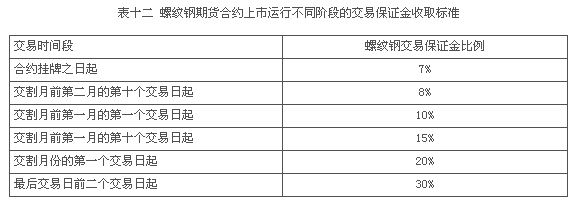 表十二 螺纹钢期货合约上市运行不同阶段的交易保证金收取标准
交易时间段 螺纹钢交易保证金比例
合约挂牌之日起 7%
交割月前第二月的第十个交易日起 8%
交割月前第一月的第一个交易日起 10%
交割月前第一月的第十个交易日起 15%
交割月份的第一个交易日起 20%
最后交易日前二个交易日起 30%